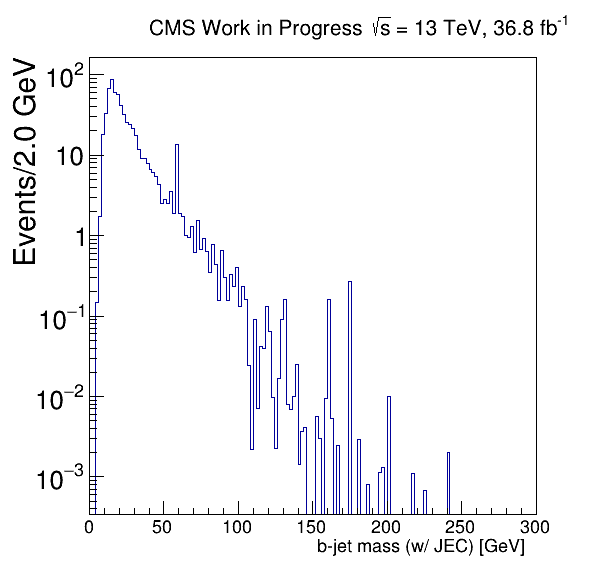 CMS Work in Progress √s = 13 TeV, 36.8 fb⁻¹
Events/2.0 GeV
10²
10
1
10⁻¹
10⁻²
10⁻³
0 50 100 150 200 250 300
b-jet mass (w/ JEC) [GeV]